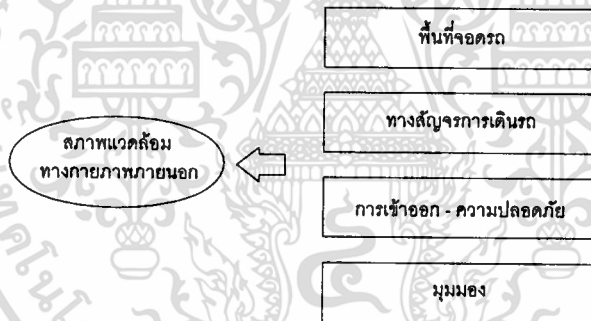 พื้นที่จอดรถ
ทางสัญจรการเดินรถ
สภาพแวดล้อม
ทางกายภาพภายนอก
การเข้าออก - ความปลอดภัย
มุมมอง